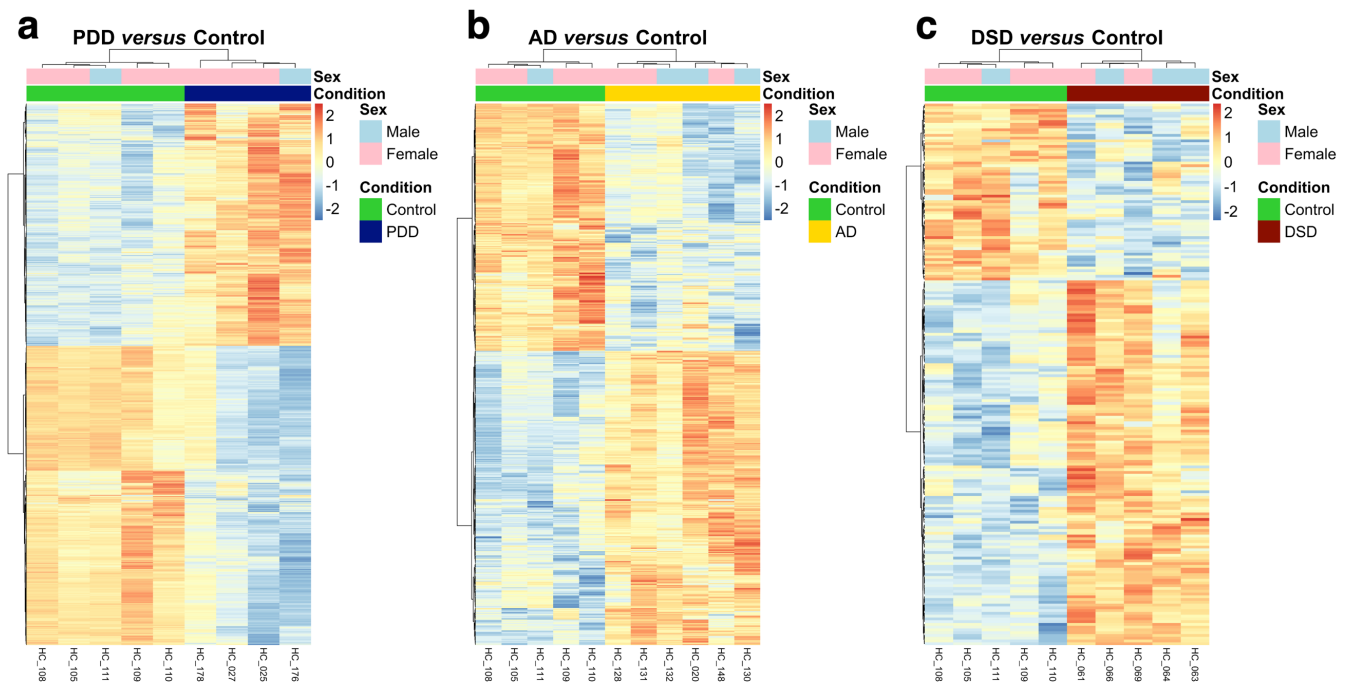 a
PDD versus Control
Sex
Condition
2
1
0
-1
-2
Sex
Male
Female
Condition
Control
PDD
HC_108
HC_105
HC_111
HC_109
HC_110
HC_178
HC_027
HC_025
HC_176
b
AD versus Control
Sex
Condition
2
1
0
-1
-2
Sex
Male
Female
Condition
Control
AD
HC_108
HC_105
HC_111
HC_109
HC_110
HC_128
HC_131
HC_132
HC_020
HC_148
HC_130
c
DSD versus Control
Sex
Condition
2
1
0
-1
-2
Sex
Male
Female
Condition
Control
DSD
HC_108
HC_105
HC_111
HC_109
HC_110
HC_061
HC_066
HC_069
HC_064
HC_063